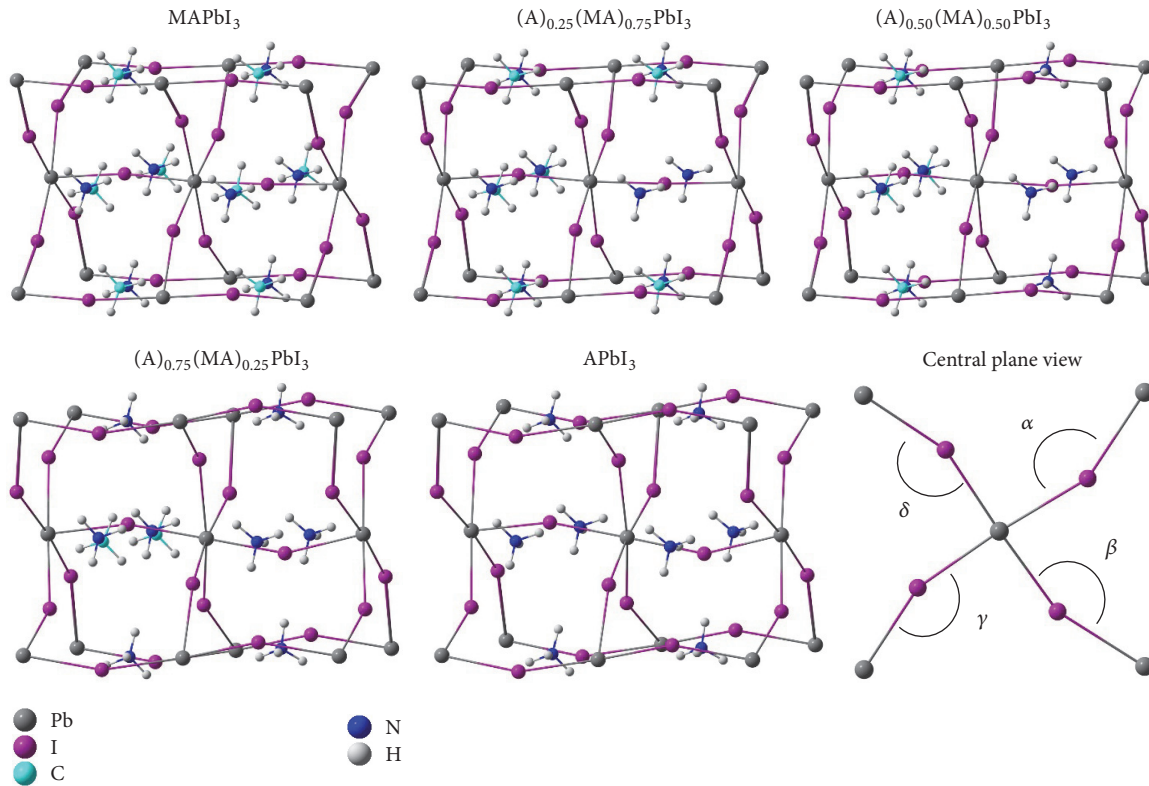 MAPbI₃
(A)₀.₂₅(MA)₀.₇₅PbI₃
(A)₀.₅₀(MA)₀.₅₀PbI₃
(A)₀.₇₅(MA)₀.₂₅PbI₃
APbI₃
Central plane view
α
δ
β
γ
Pb
I
C
N
H